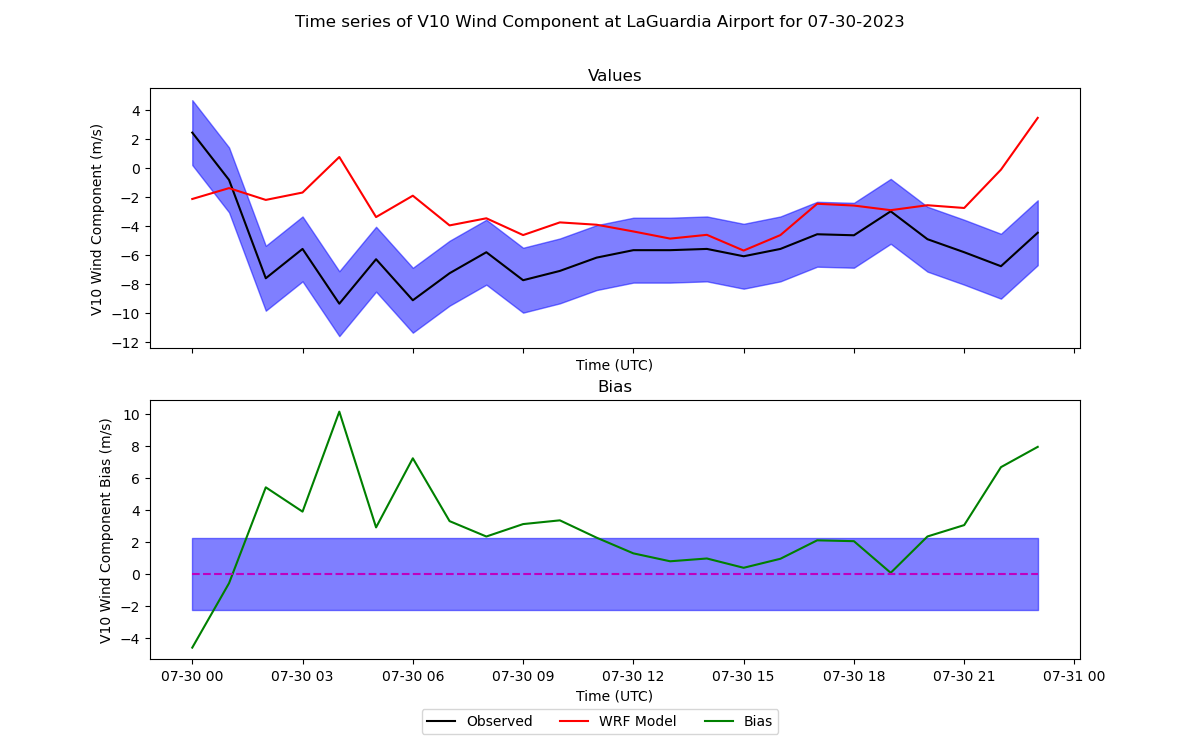 Time series of V10 Wind Component at LaGuardia Airport for 07-30-2023
Values
V10 Wind Component (m/s)
4
2
0
−2
−4
−6
−8
−10
−12
Time (UTC)
Bias
V10 Wind Component Bias (m/s)
10
8
6
4
2
0
−2
−4
07-30 00 07-30 03 07-30 06 07-30 09 07-30 12 07-30 15 07-30 18 07-30 21 07-31 00
Time (UTC)
Observed WRF Model Bias